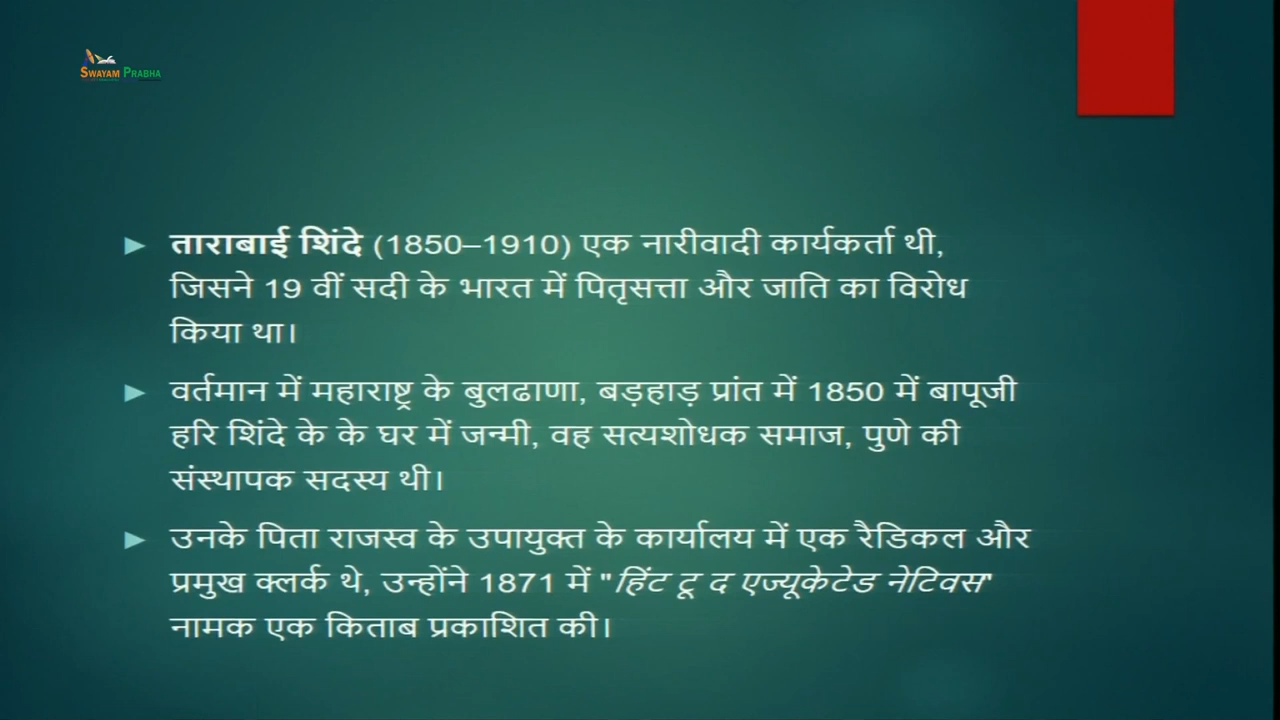 SWAYAM PRABHA
ताराबाई शिंदे (1850–1910) एक नारीवादी कार्यकर्ता थी,
जिसने 19 वीं सदी के भारत में पितृसत्ता और जाति का विरोध
किया था।
वर्तमान में महाराष्ट्र के बुलढाणा, बड़हाड़ प्रांत में 1850 में बापूजी
हरि शिंदे के के घर में जन्मी, वह सत्यशोधक समाज, पुणे की
संस्थापक सदस्य थी।
उनके पिता राजस्व के उपायुक्त के कार्यालय में एक रैडिकल और
प्रमुख क्लर्क थे, उन्होंने 1871 में "हिंट टू द एज्यूकेटेड नेटिवस"
नामक एक किताब प्रकाशित की।